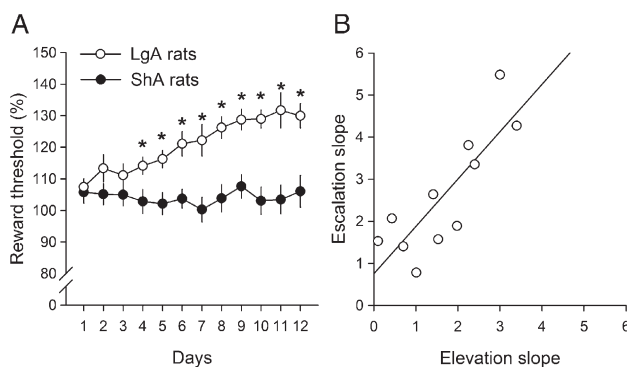 A
LgA rats
ShA rats
Reward threshold (%)
150
140
130
120
110
100
90
80
0
* * * * * * * * *
1 2 3 4 5 6 7 8 9 10 11 12
Days
B
Escalation slope
6
5
4
3
2
1
0
0 1 2 3 4 5 6
Elevation slope